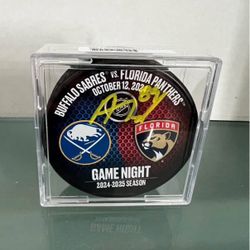 BUFFALO SABRES VS. FLORIDA PANTHERS
OCTOBER 12, 2024
FLORIDA
GAME NIGHT
2024-2025 SEASON